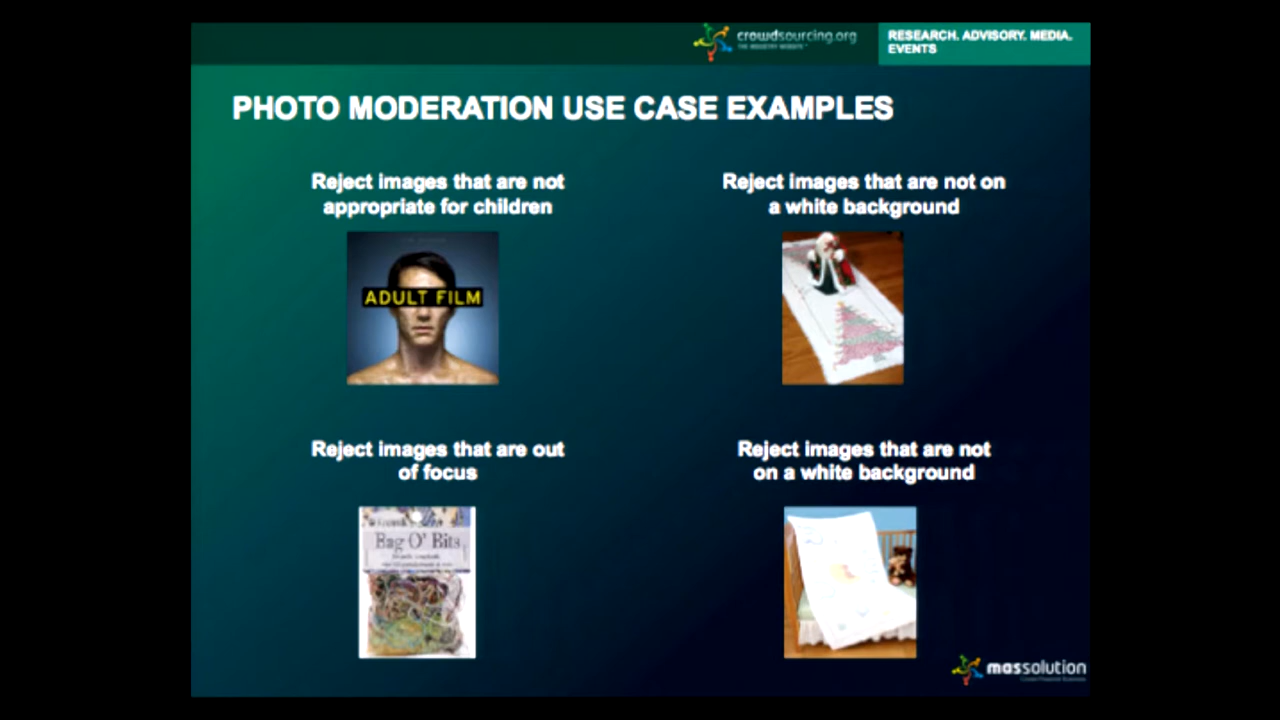 crowdsourcing.org
THE INDUSTRY WEBSITE
RESEARCH. ADVISORY. MEDIA.
EVENTS
PHOTO MODERATION USE CASE EXAMPLES
Reject images that are not
appropriate for children
ADULT FILM
Reject images that are not on
a white background
Reject images that are out
of focus
Bag O' Bits
Reject images that are not
on a white background
massolution